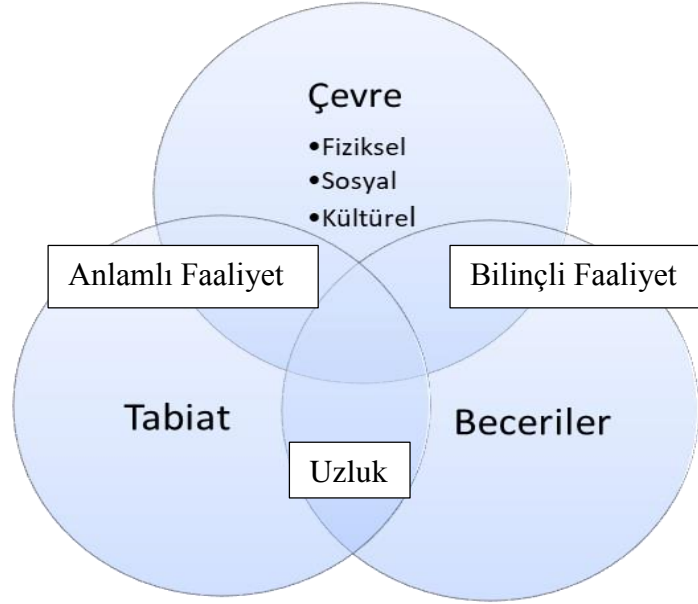 Çevre
•Fiziksel
•Sosyal
•Kültürel
Anlamlı Faaliyet
Bilinçli Faaliyet
Tabiat
Beceriler
Uzluk